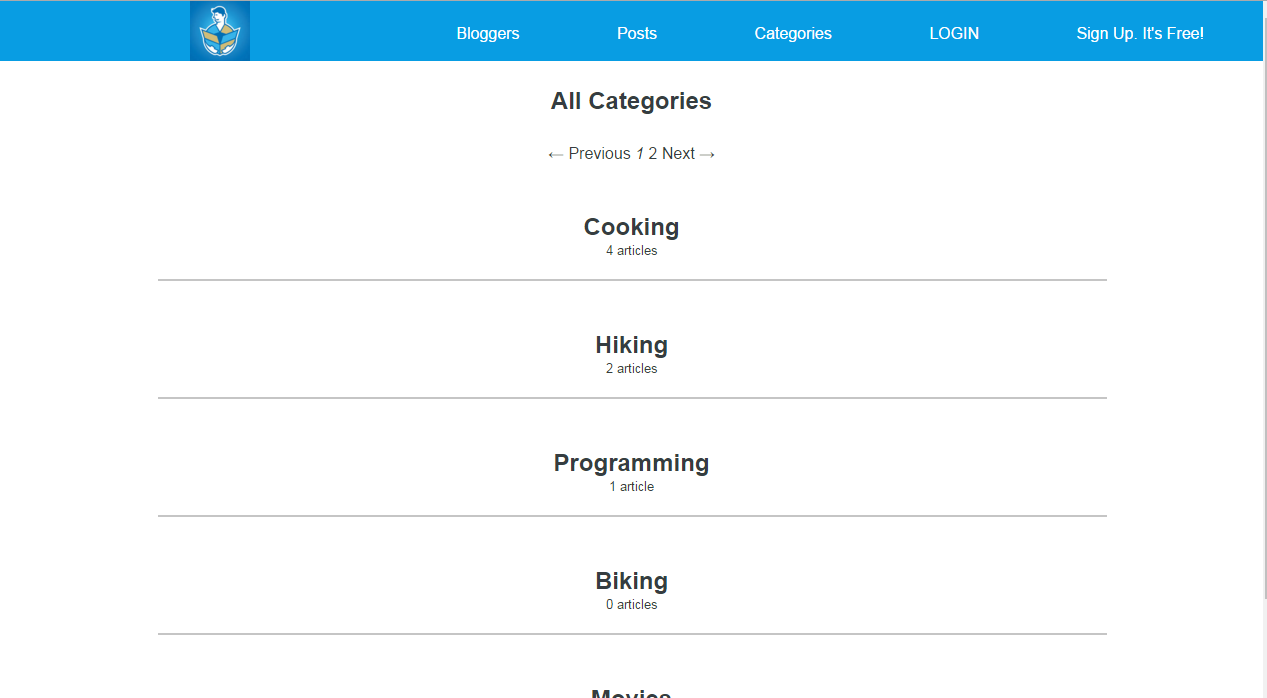 Bloggers Posts Categories LOGIN Sign Up. It's Free!
All Categories
← Previous 1 2 Next →
Cooking
4 articles
Hiking
2 articles
Programming
1 article
Biking
0 articles
Movies